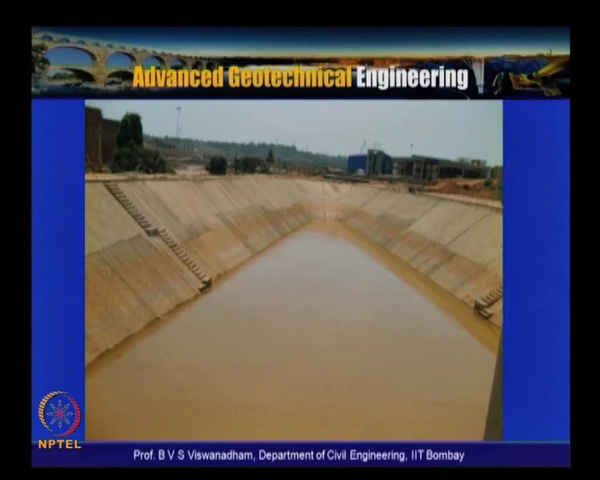 Advanced Geotechnical Engineering
NPTEL
Prof. B V S Viswanadham, Department of Civil Engineering, IIT Bombay